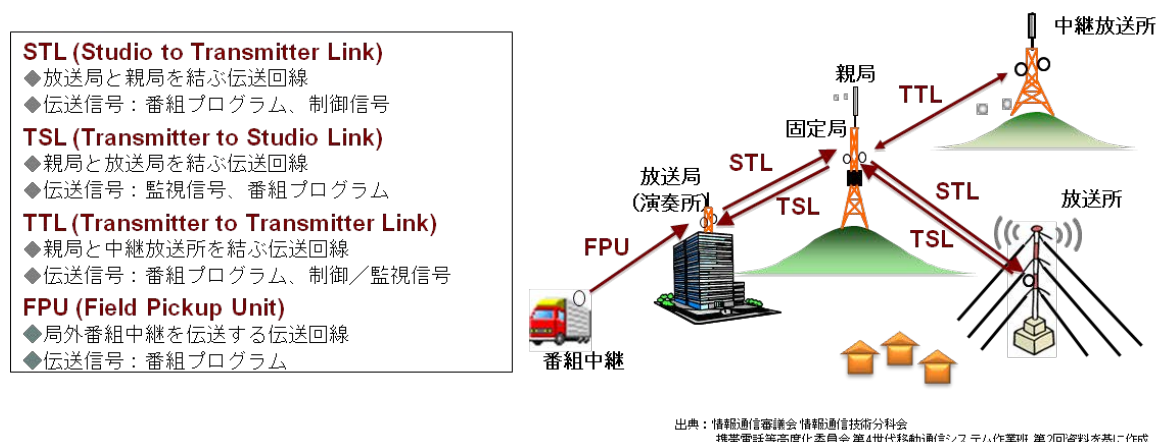 STL (Studio to Transmitter Link)
◆放送局と親局を結ぶ伝送回線
◆伝送信号：番組プログラム、制御信号
TSL (Transmitter to Studio Link)
◆親局と放送局を結ぶ伝送回線
◆伝送信号：監視信号、番組プログラム
TTL (Transmitter to Transmitter Link)
◆親局と中継放送所を結ぶ伝送回線
◆伝送信号：番組プログラム、制御／監視信号
FPU (Field Pickup Unit)
◆局外番組中継を伝送する伝送回線
◆伝送信号：番組プログラム
中継放送所
親局
TTL
固定局
STL
放送局
(演奏所)
TSL
STL
放送所
TSL
FPU
番組中継
出典：情報通信審議会 情報通信技術分科会
携帯電話等高度化委員会 第4世代移動通信システム作業班 第2回資料を基に作成